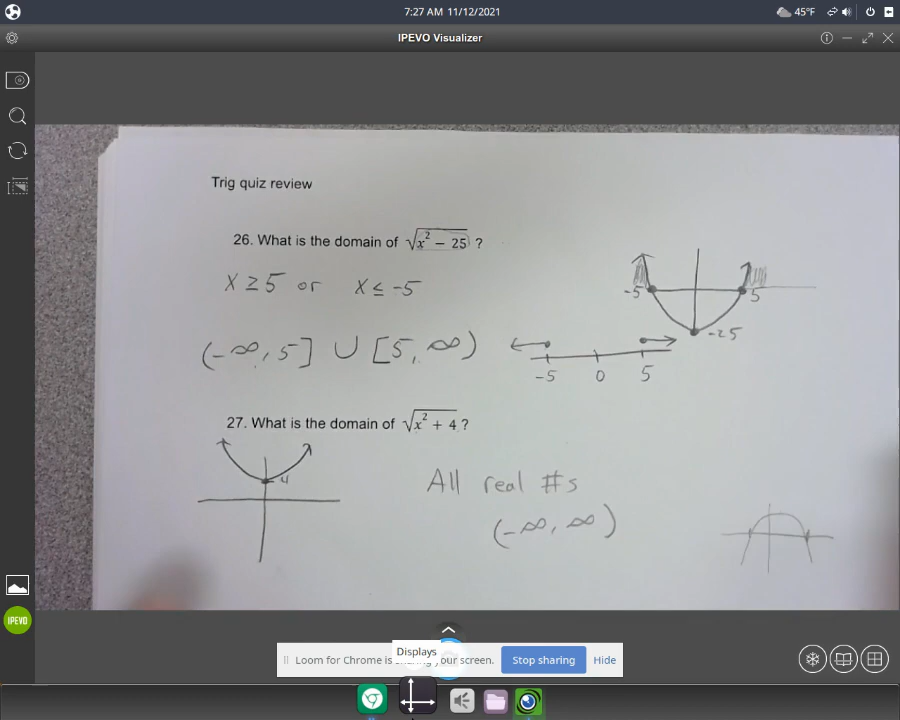 7:27 AM 11/12/2021
45°F
IPEVO Visualizer
Trig quiz review
26. What is the domain of √(x² − 25) ?
x ≥ 5 or x ≤ -5
-5 5
-25
(-∞, 5] ∪ [5, ∞)
-5 0 5
27. What is the domain of √(x² + 4) ?
4
All real #s
(-∞, ∞)
IPEVO
Displays
Loom for Chrome is sharing your screen.
Stop sharing
Hide